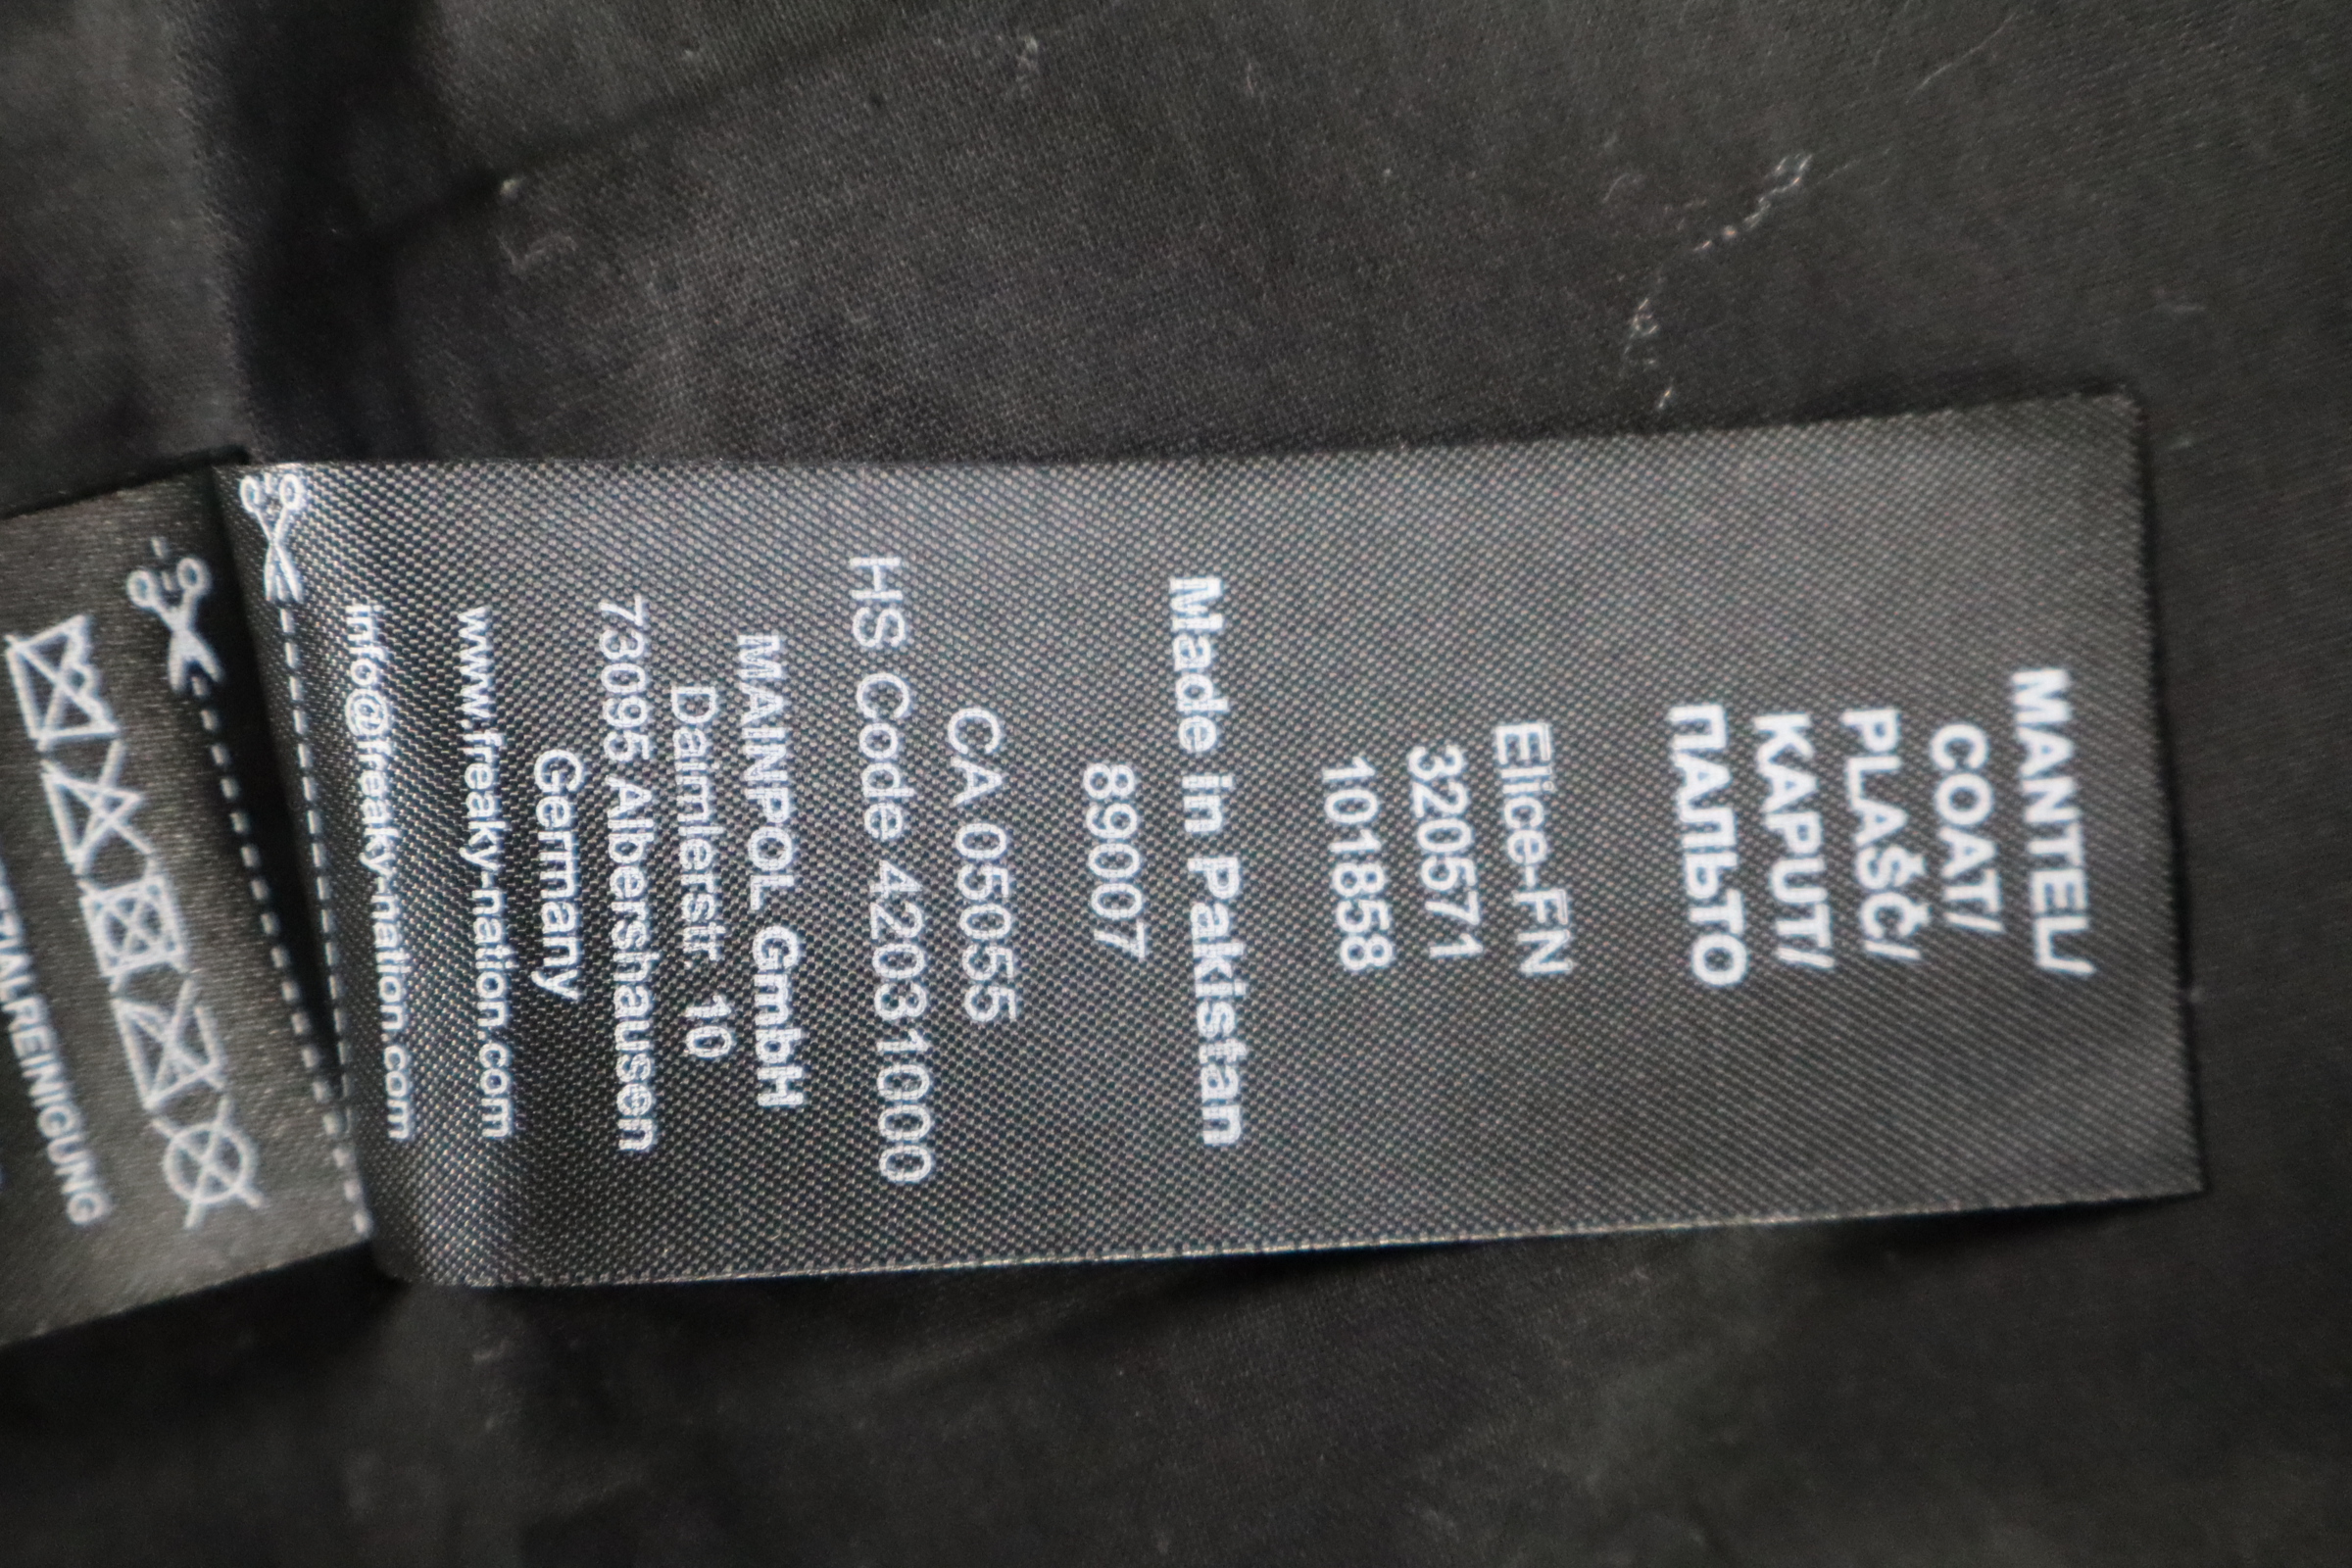 MANTEL/
COAT/
PLAŠČ/
KAPUT/
ПАЛЬТО
Elice-FN
320571
101858
Made in Pakistan
89007
CA 05055
HS Code 42031000
MAINPOL GmbH
Daimlerstr. 10
73095 Albershausen
Germany
www.freaky-nation.com
info@freaky-nation.com